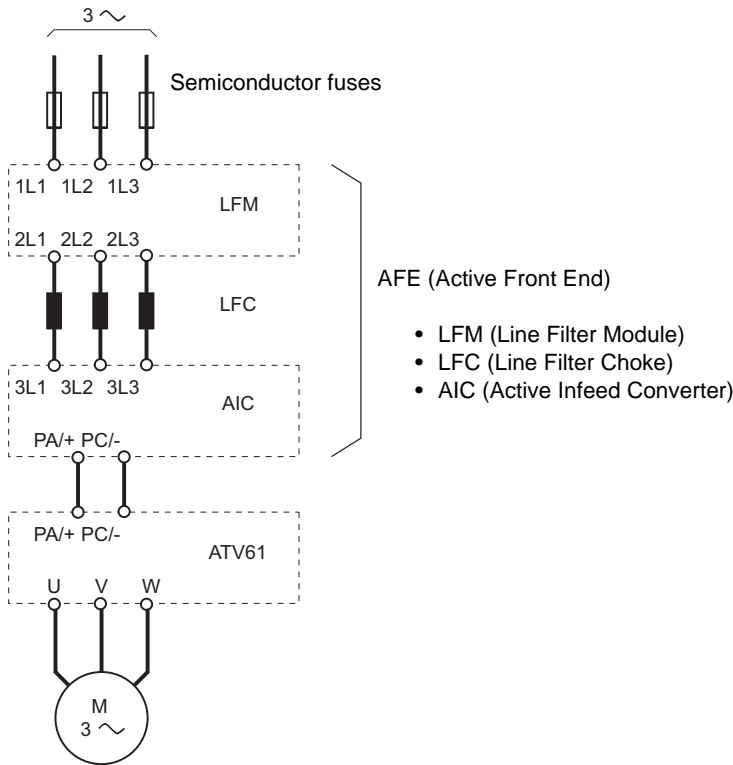 3 ~
Semiconductor fuses
1L1 1L2 1L3
LFM
2L1 2L2 2L3
LFC
AFE (Active Front End)
• LFM (Line Filter Module)
• LFC (Line Filter Choke)
• AIC (Active Infeed Converter)
3L1 3L2 3L3
AIC
PA/+ PC/-
PA/+ PC/-
ATV61
U V W
M
3 ~